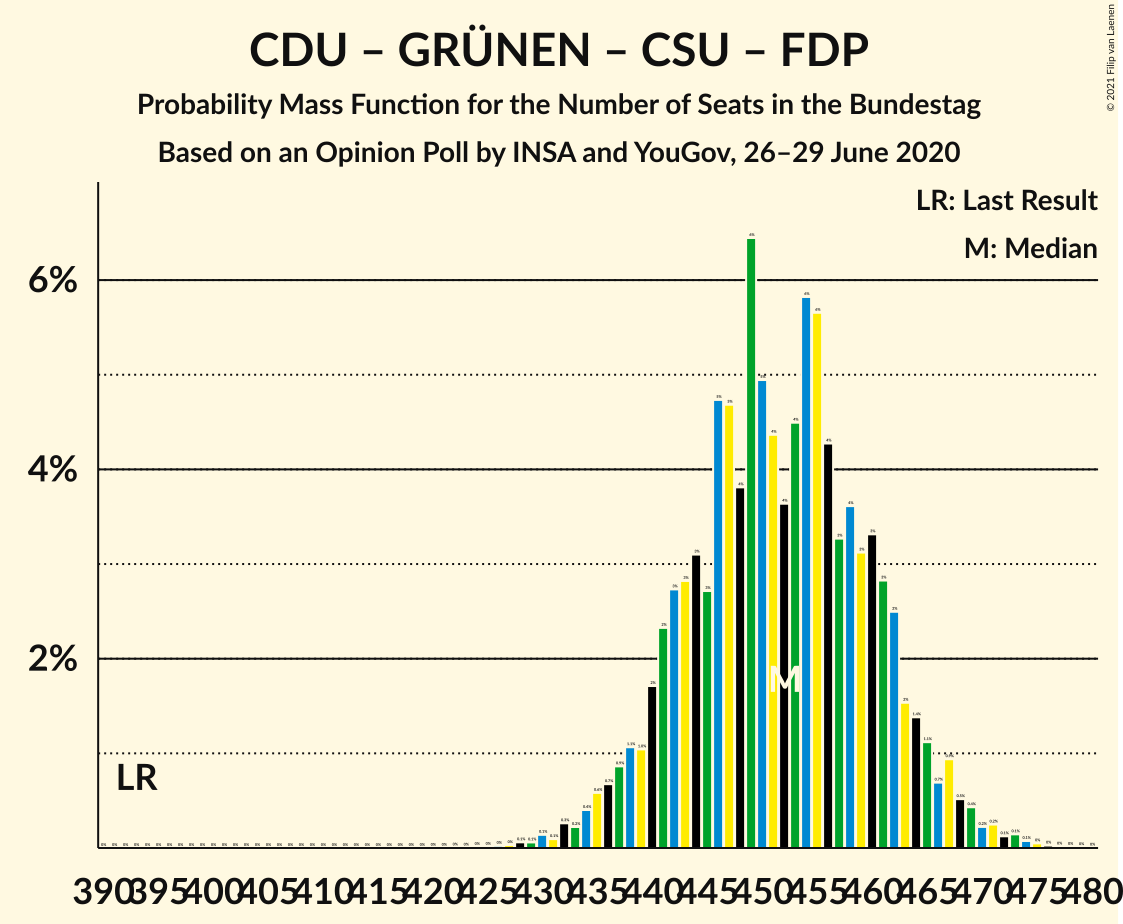 CDU – GRÜNEN – CSU – FDP
Probability Mass Function for the Number of Seats in the Bundestag
Based on an Opinion Poll by INSA and YouGov, 26–29 June 2020
© 2021 Filip van Laenen
LR: Last Result
M: Median
6%
4%
2%
LR
M
390 395 400 405 410 415 420 425 430 435 440 445 450 455 460 465 470 475 480